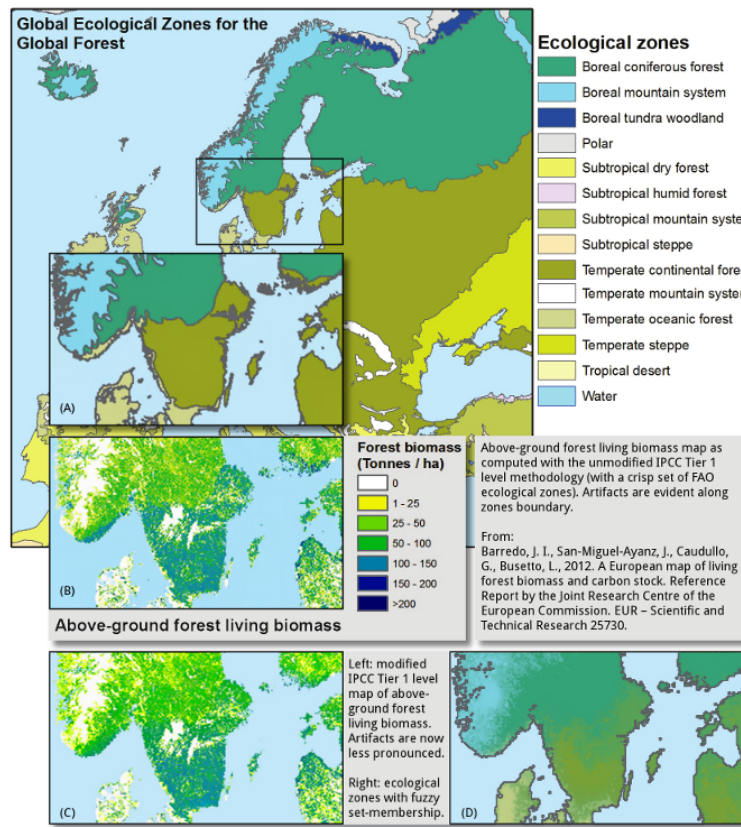 Global Ecological Zones for the
Global Forest
Ecological zones
Boreal coniferous forest
Boreal mountain system
Boreal tundra woodland
Polar
Subtropical dry forest
Subtropical humid forest
Subtropical mountain syste
Subtropical steppe
Temperate continental fore
Temperate mountain system
Temperate oceanic forest
Temperate steppe
Tropical desert
Water
(A)
Forest biomass
(Tonnes / ha)
0
1 - 25
25 - 50
50 - 100
100 - 150
150 - 200
>200
(B)
Above-ground forest living biomass
Above-ground forest living biomass map as
computed with the unmodified IPCC Tier 1
level methodology (with a crisp set of FAO
ecological zones). Artifacts are evident along
zones boundary.
From:
Barredo, J. I., San-Miguel-Ayanz, J., Caudullo,
G., Busetto, L., 2012. A European map of living
forest biomass and carbon stock. Reference
Report by the Joint Research Centre of the
European Commission. EUR – Scientific and
Technical Research 25730.
(C)
Left: modified
IPCC Tier 1 level
map of above-
ground forest
living biomass.
Artifacts are now
less pronounced.
Right: ecological
zones with fuzzy
set-membership.
(D)